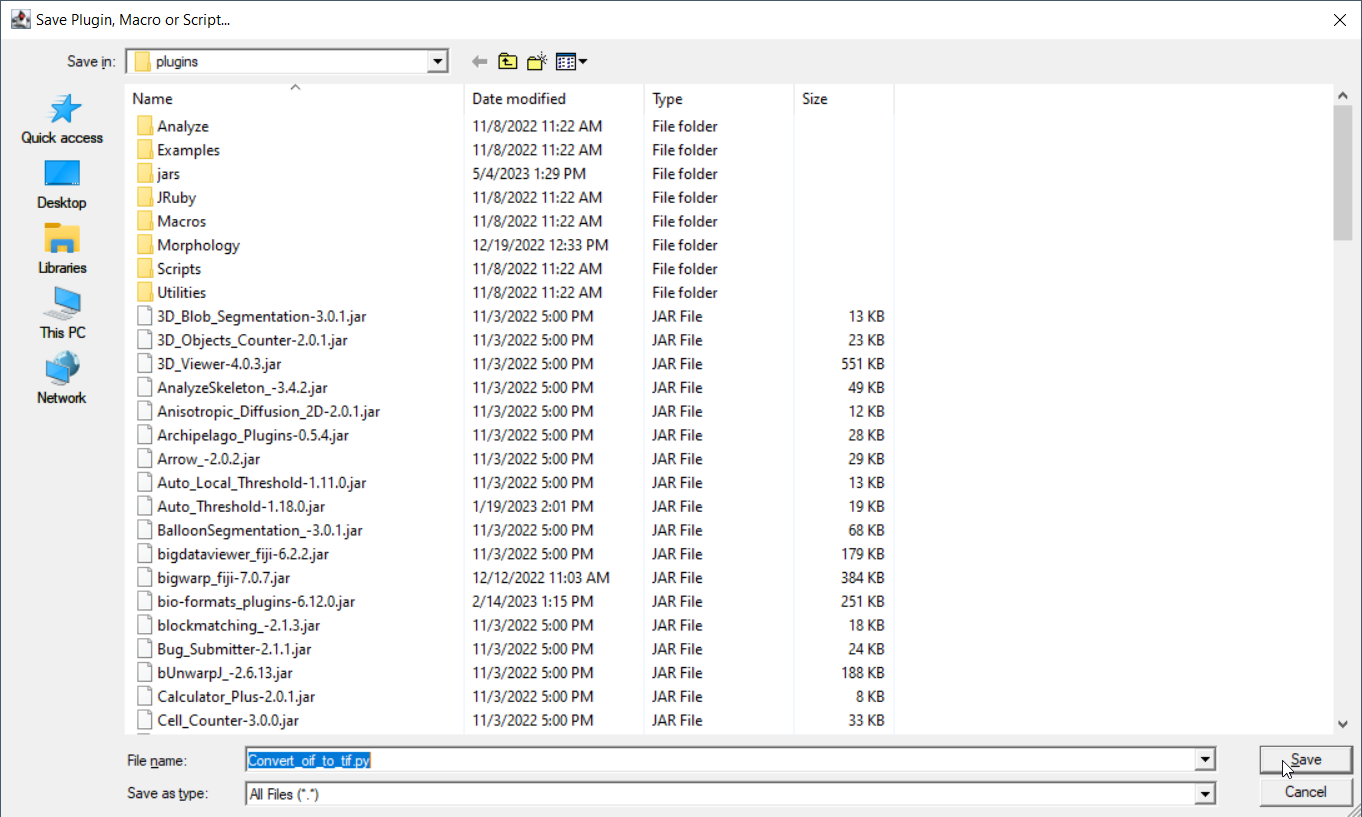 Save Plugin, Macro or Script...
Save in: plugins
Quick access
Desktop
Libraries
This PC
Network
Name Date modified Type Size
Analyze 11/8/2022 11:22 AM File folder
Examples 11/8/2022 11:22 AM File folder
jars 5/4/2023 1:29 PM File folder
JRuby 11/8/2022 11:22 AM File folder
Macros 11/8/2022 11:22 AM File folder
Morphology 12/19/2022 12:33 PM File folder
Scripts 11/8/2022 11:22 AM File folder
Utilities 11/8/2022 11:22 AM File folder
3D_Blob_Segmentation-3.0.1.jar 11/3/2022 5:00 PM JAR File 13 KB
3D_Objects_Counter-2.0.1.jar 11/3/2022 5:00 PM JAR File 23 KB
3D_Viewer-4.0.3.jar 11/3/2022 5:00 PM JAR File 551 KB
AnalyzeSkeleton_-3.4.2.jar 11/3/2022 5:00 PM JAR File 49 KB
Anisotropic_Diffusion_2D-2.0.1.jar 11/3/2022 5:00 PM JAR File 12 KB
Archipelago_Plugins-0.5.4.jar 11/3/2022 5:00 PM JAR File 28 KB
Arrow_-2.0.2.jar 11/3/2022 5:00 PM JAR File 29 KB
Auto_Local_Threshold-1.11.0.jar 11/3/2022 5:00 PM JAR File 13 KB
Auto_Threshold-1.18.0.jar 1/19/2023 2:01 PM JAR File 19 KB
BalloonSegmentation_-3.0.1.jar 11/3/2022 5:00 PM JAR File 68 KB
bigdataviewer_fiji-6.2.2.jar 11/3/2022 5:00 PM JAR File 179 KB
bigwarp_fiji-7.0.7.jar 12/12/2022 11:03 AM JAR File 384 KB
bio-formats_plugins-6.12.0.jar 2/14/2023 1:15 PM JAR File 251 KB
blockmatching_-2.1.3.jar 11/3/2022 5:00 PM JAR File 18 KB
Bug_Submitter-2.1.1.jar 11/3/2022 5:00 PM JAR File 24 KB
bUnwarpJ_-2.6.13.jar 11/3/2022 5:00 PM JAR File 188 KB
Calculator_Plus-2.0.1.jar 11/3/2022 5:00 PM JAR File 8 KB
Cell_Counter-3.0.0.jar 11/3/2022 5:00 PM JAR File 33 KB
File name: Convert_oif_to_tif.py Save
Save as type: All Files (*.*) Cancel